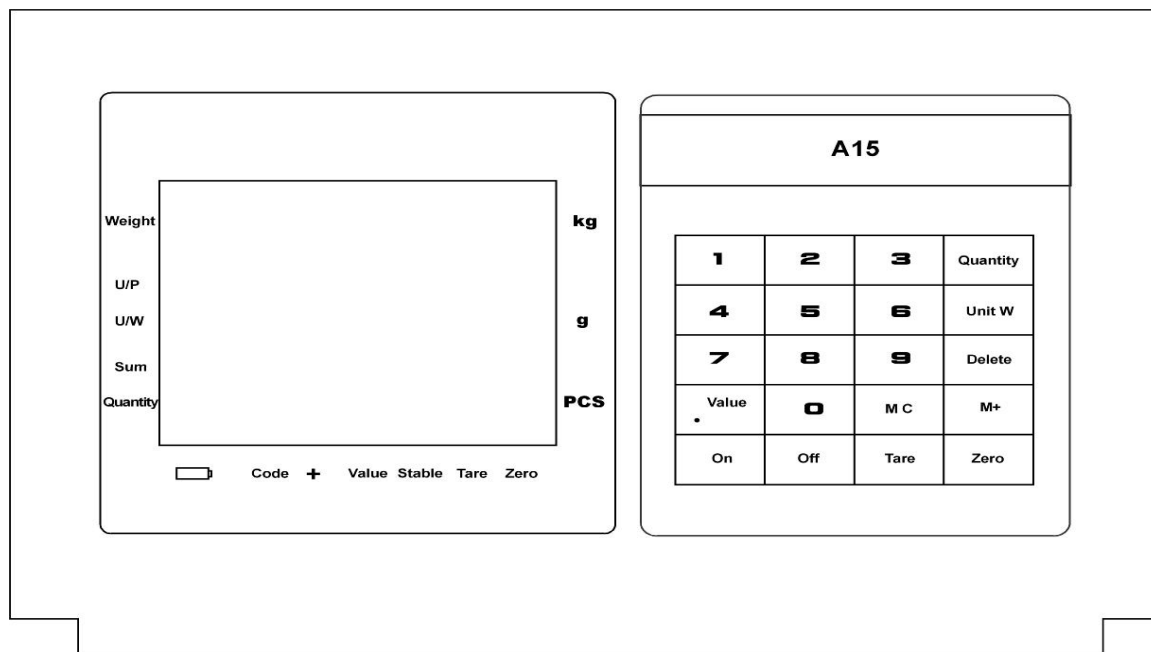 A15
Weight kg
U/P
U/W g
Sum
Quantity PCS
Code + Value Stable Tare Zero
1 2 3 Quantity
4 5 6 Unit W
7 8 9 Delete
. Value 0 M C M+
On Off Tare Zero